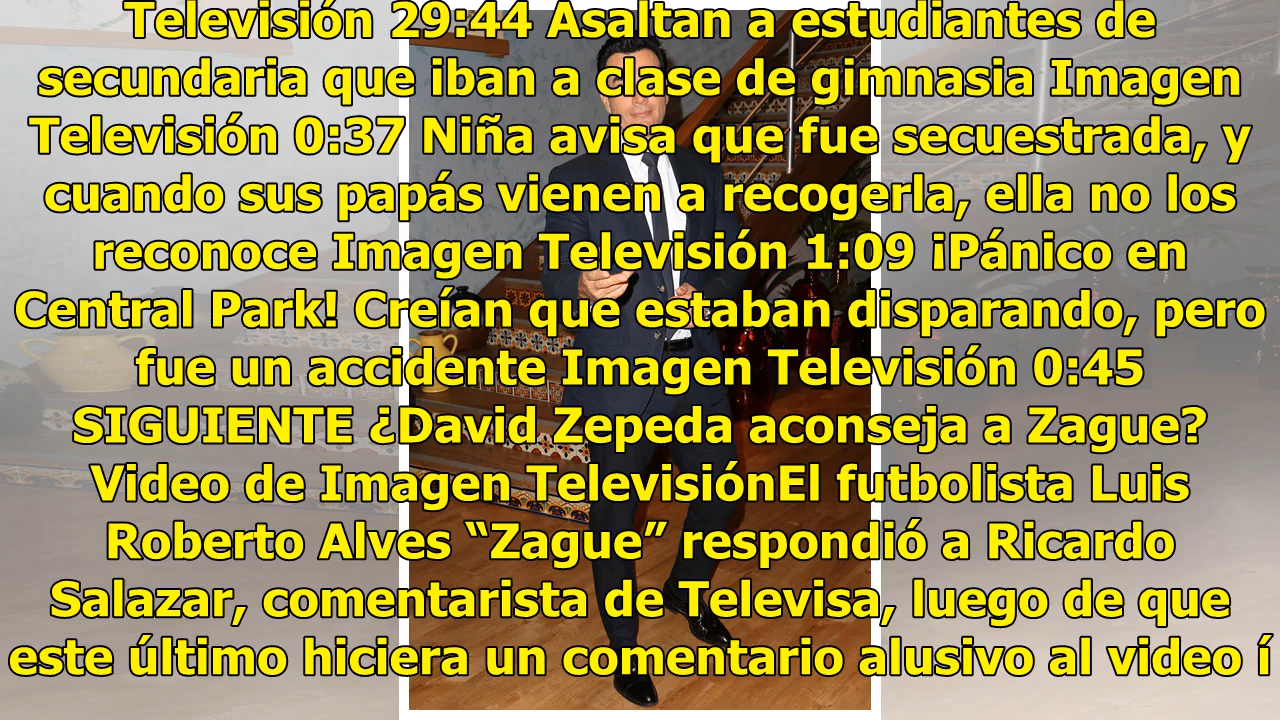 Televisión 29:44 Asaltan a estudiantes de
secundaria que iban a clase de gimnasia Imagen
Televisión 0:37 Niña avisa que fue secuestrada, y
cuando sus papás vienen a recogerla, ella no los
reconoce Imagen Televisión 1:09 ¡Pánico en
Central Park! Creían que estaban disparando, pero
fue un accidente Imagen Televisión 0:45
SIGUIENTE ¿David Zepeda aconseja a Zague?
Video de Imagen TelevisiónEl futbolista Luis
Roberto Alves “Zague” respondió a Ricardo
Salazar, comentarista de Televisa, luego de que
este último hiciera un comentario alusivo al video í